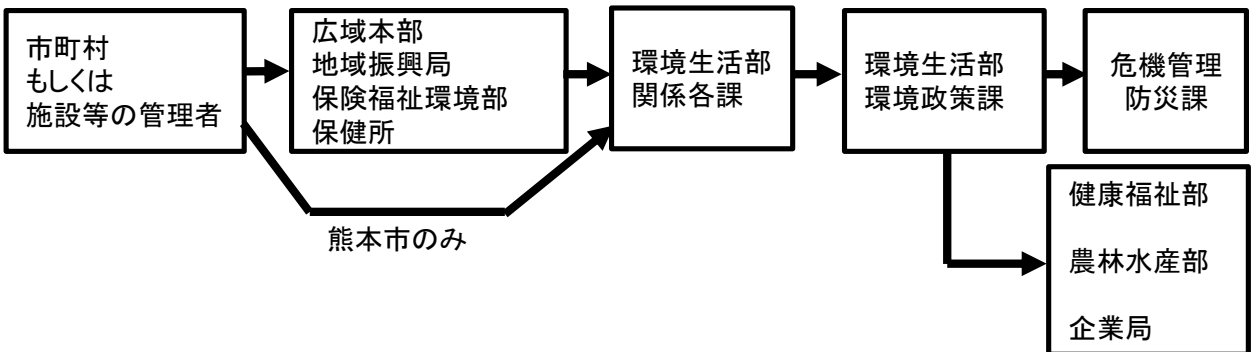 市町村
もしくは
施設等の管理者
広域本部
地域振興局
保険福祉環境部
保健所
環境生活部
関係各課
環境生活部
環境政策課
危機管理
防災課
熊本市のみ
健康福祉部
農林水産部
企業局